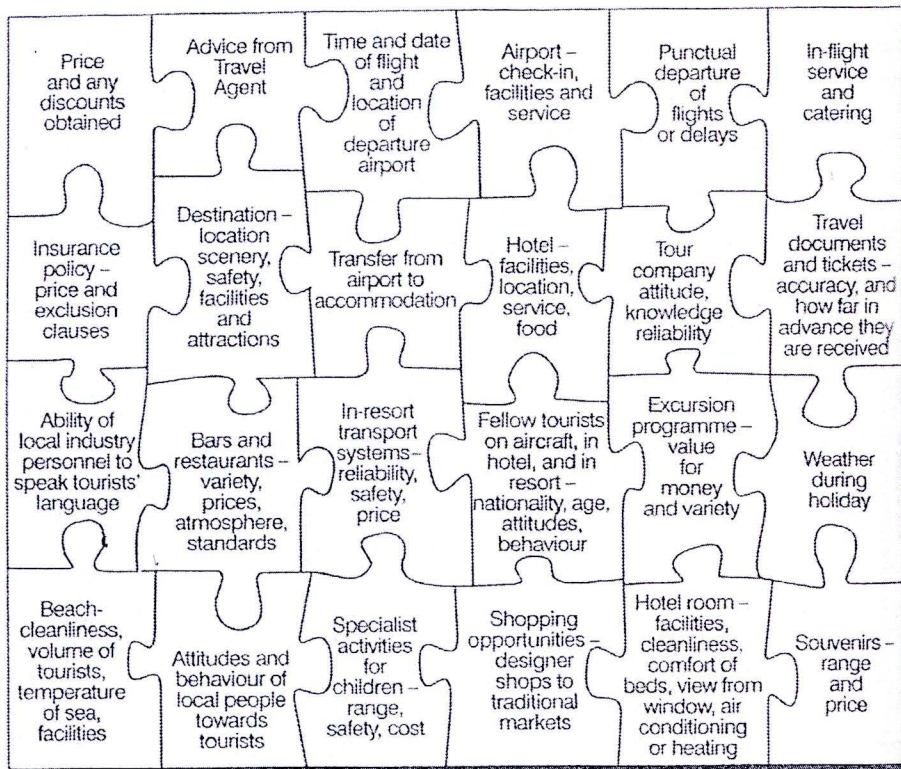 Price
and any
discounts
obtained
Advice from
Travel
Agent
Time and date
of flight
and
location
of
departure
airport
Airport –
check-in,
facilities and
service
Punctual
departure
of
flights
or delays
In-flight
service
and
catering
Insurance
policy –
price and
exclusion
clauses
Destination –
location
scenery,
safety,
facilities
and
attractions
Transfer from
airport to
accommodation
Hotel –
facilities,
location,
service,
food
Tour
company
attitude,
knowledge
reliability
Travel
documents
and tickets –
accuracy, and
how far in
advance they
are received
Ability of
local industry
personnel to
speak tourists'
language
Bars and
restaurants –
variety,
prices,
atmosphere,
standards
In-resort
transport
systems –
reliability,
safety,
price
Fellow tourists
on aircraft, in
hotel, and in
resort –
nationality, age,
attitudes,
behaviour
Excursion
programme –
value
for
money
and variety
Weather
during
holiday
Beach-
cleanliness,
volume of
tourists,
temperature
of sea,
facilities
Attitudes and
behaviour of
local people
towards
tourists
Specialist
activities
for
children –
range,
safety, cost
Shopping
opportunities –
designer
shops to
traditional
markets
Hotel room –
facilities,
cleanliness,
comfort of
beds, view from
window, air
conditioning
or heating
Souvenirs –
range
and
price